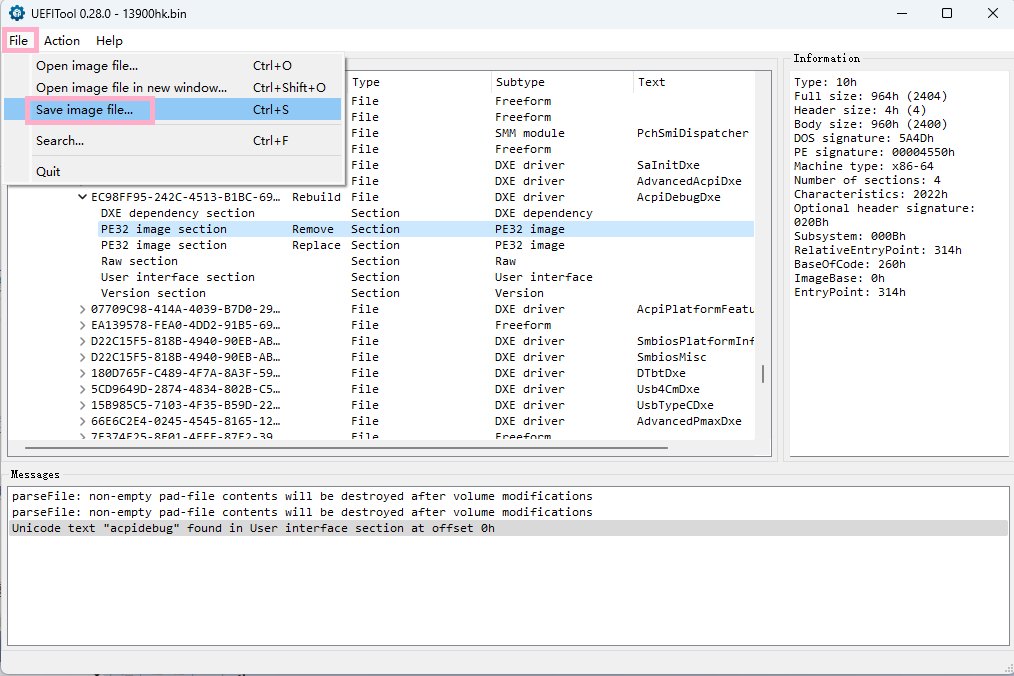 UEFITool 0.28.0 - 13900hk.bin
File Action Help
Open image file... Ctrl+O
Open image file in new window... Ctrl+Shift+O
Save image file... Ctrl+S
Search... Ctrl+F
Quit
Type Subtype Text
File Freeform
File Freeform
File SMM module PchSmiDispatcher
File Freeform
File DXE driver SaInitDxe
File DXE driver AdvancedAcpiDxe
EC98FF95-242C-4513-B1BC-69… Rebuild File DXE driver AcpiDebugDxe
DXE dependency section Section DXE dependency
PE32 image section Remove Section PE32 image
PE32 image section Replace Section PE32 image
Raw section Section Raw
User interface section Section User interface
Version section Section Version
07709C98-414A-4039-B7D0-29… File DXE driver AcpiPlatformFeatu
EA139578-FEA0-4DD2-91B5-69… File Freeform
D22C15F5-818B-4940-90EB-AB… File DXE driver SmbiosPlatformInf
D22C15F5-818B-4940-90EB-AB… File DXE driver SmbiosMisc
180D765F-C489-4F7A-8A3F-59… File DXE driver DTbtDxe
5CD9649D-2874-4834-802B-C5… File DXE driver Usb4CmDxe
15B985C5-7103-4F35-B59D-22… File DXE driver UsbTypeCDxe
66E6C2E4-0245-4545-8165-12… File DXE driver AdvancedPmaxDxe
File Freeform
Information
Type: 10h
Full size: 964h (2404)
Header size: 4h (4)
Body size: 960h (2400)
DOS signature: 5A4Dh
PE signature: 00004550h
Machine type: x86-64
Number of sections: 4
Characteristics: 2022h
Optional header signature:
020Bh
Subsystem: 000Bh
RelativeEntryPoint: 314h
BaseOfCode: 260h
ImageBase: 0h
EntryPoint: 314h
Messages
parseFile: non-empty pad-file contents will be destroyed after volume modifications
parseFile: non-empty pad-file contents will be destroyed after volume modifications
Unicode text "acpidebug" found in User interface section at offset 0h